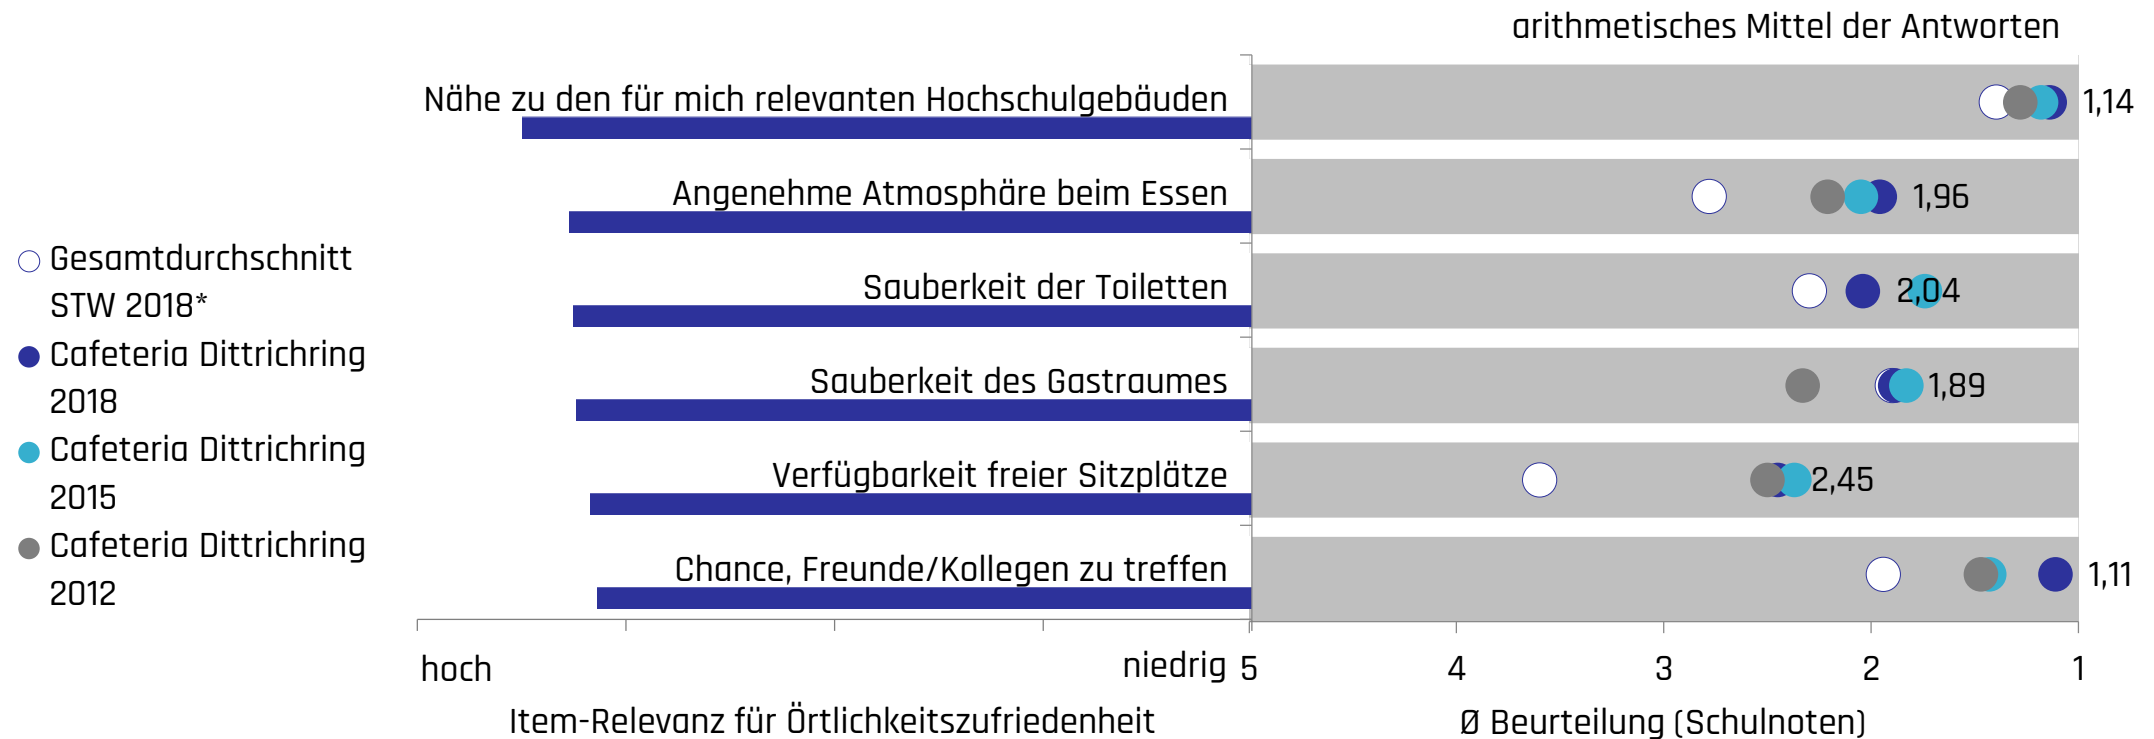 arithmetisches Mittel der Antworten
Nähe zu den für mich relevanten Hochschulgebäuden
1,14
Angenehme Atmosphäre beim Essen
1,96
Sauberkeit der Toiletten
2,04
Sauberkeit des Gastraumes
1,89
Verfügbarkeit freier Sitzplätze
2,45
Chance, Freunde/Kollegen zu treffen
1,11
Gesamtdurchschnitt
STW 2018*
Cafeteria Dittrichring
2018
Cafeteria Dittrichring
2015
Cafeteria Dittrichring
2012
hoch niedrig 5 4 3 2 1
Item-Relevanz für Örtlichkeitszufriedenheit
Ø Beurteilung (Schulnoten)